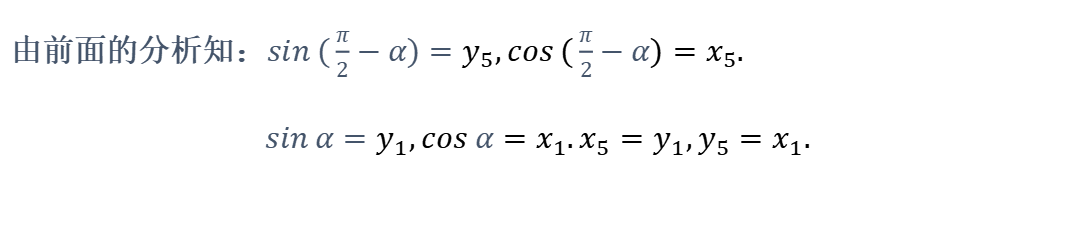 由前面的分析知：sin (π/2 − α) = y₅, cos (π/2 − α) = x₅.
sin α = y₁, cos α = x₁. x₅ = y₁, y₅ = x₁.